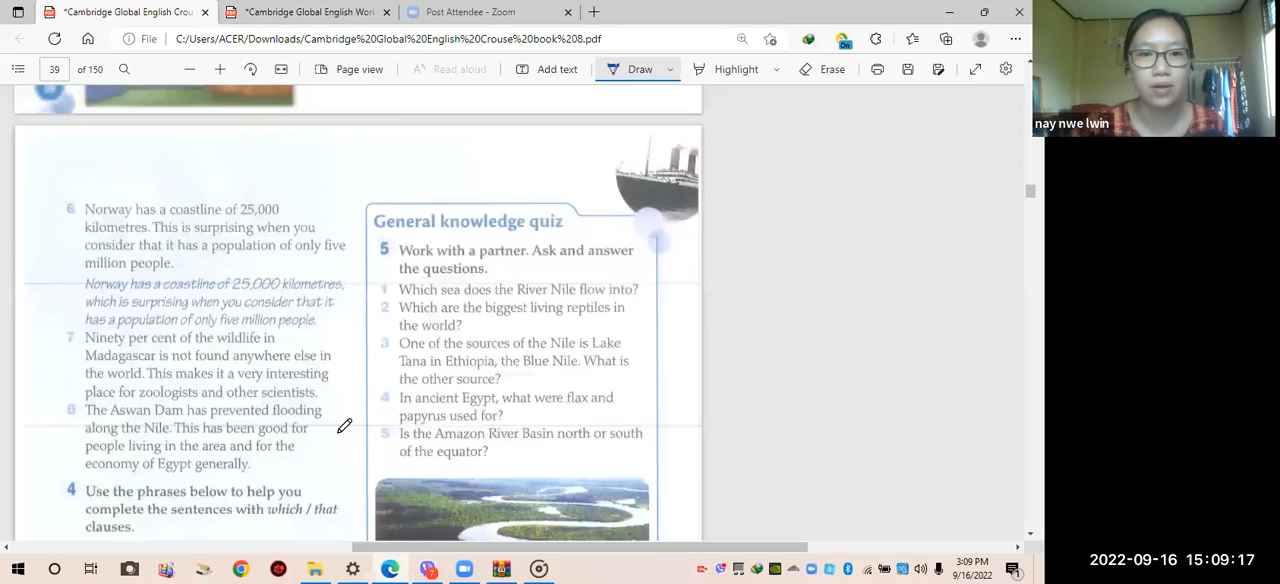 *Cambridge Global English Crou
*Cambridge Global English Worl
Post Attendee - Zoom
File
C:/Users/ACER/Downloads/Cambridge%20Global%20English%20Crouse%20book%208.pdf
On
39
of 150
Page view
Read aloud
Add text
Draw
Highlight
Erase
nay nwe lwin
6 Norway has a coastline of 25,000
kilometres. This is surprising when you
consider that it has a population of only five
million people.
Norway has a coastline of 25,000 kilometres,
which is surprising when you consider that it
has a population of only five million people.
7 Ninety per cent of the wildlife in
Madagascar is not found anywhere else in
the world. This makes it a very interesting
place for zoologists and other scientists.
8 The Aswan Dam has prevented flooding
along the Nile. This has been good for
people living in the area and for the
economy of Egypt generally.
4 Use the phrases below to help you
complete the sentences with which / that
clauses.
General knowledge quiz
5 Work with a partner. Ask and answer
the questions.
1 Which sea does the River Nile flow into?
2 Which are the biggest living reptiles in
the world?
3 One of the sources of the Nile is Lake
Tana in Ethiopia, the Blue Nile. What is
the other source?
4 In ancient Egypt, what were flax and
papyrus used for?
5 Is the Amazon River Basin north or south
of the equator?
3:09 PM
9/16/2022
2022-09-16 15:09:17